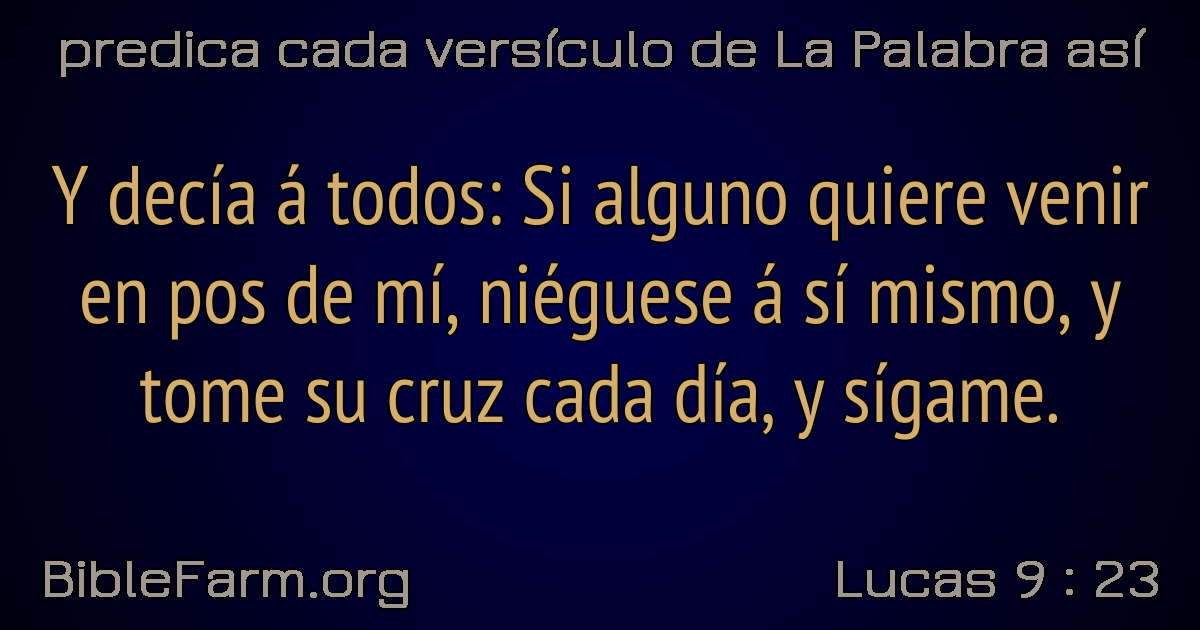 predica cada versículo de La Palabra así
Y decía á todos: Si alguno quiere venir
en pos de mí, niéguese á sí mismo, y
tome su cruz cada día, y sígame.
BibleFarm.org
Lucas 9 : 23